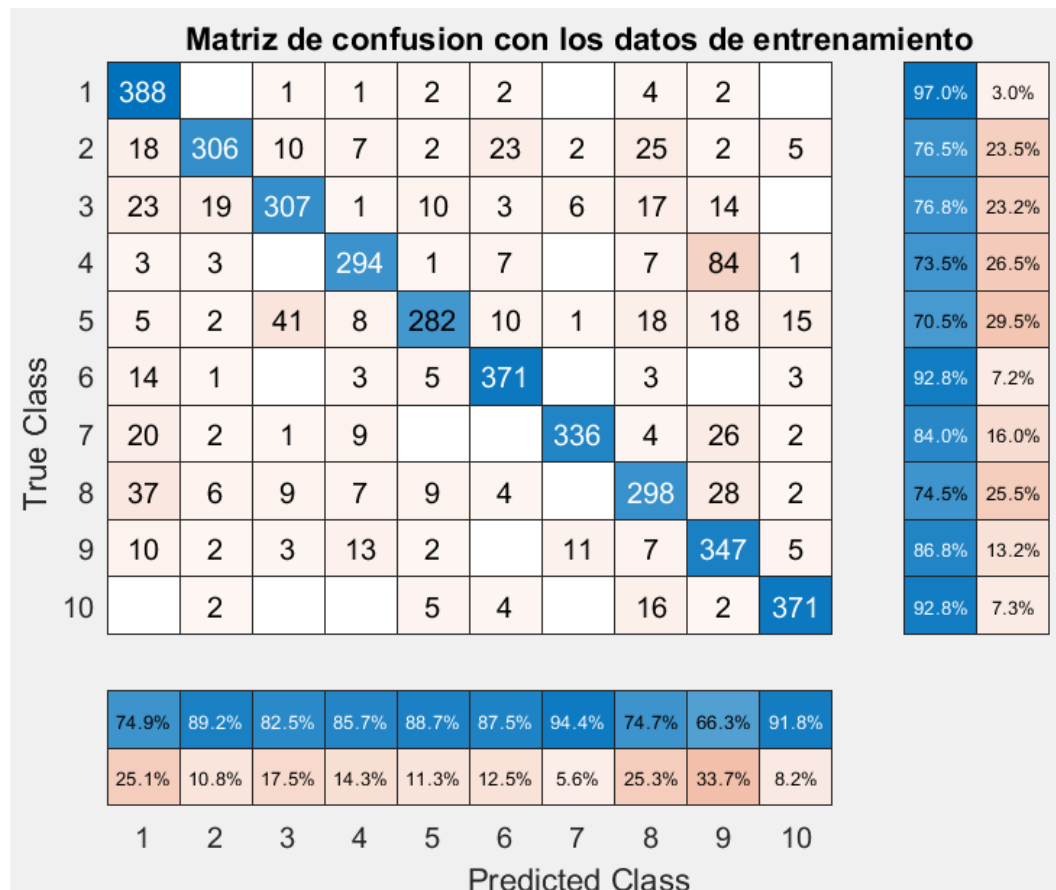 Matriz de confusion con los datos de entrenamiento
1 388 1 1 2 2 4 2 97.0% 3.0%
2 18 306 10 7 2 23 2 25 2 5 76.5% 23.5%
3 23 19 307 1 10 3 6 17 14 76.8% 23.2%
4 3 3 294 1 7 7 84 1 73.5% 26.5%
5 5 2 41 8 282 10 1 18 18 15 70.5% 29.5%
6 14 1 3 5 371 3 3 92.8% 7.2%
7 20 2 1 9 336 4 26 2 84.0% 16.0%
8 37 6 9 7 9 4 298 28 2 74.5% 25.5%
9 10 2 3 13 2 11 7 347 5 86.8% 13.2%
10 2 5 4 16 2 371 92.8% 7.3%
True Class
74.9% 89.2% 82.5% 85.7% 88.7% 87.5% 94.4% 74.7% 66.3% 91.8%
25.1% 10.8% 17.5% 14.3% 11.3% 12.5% 5.6% 25.3% 33.7% 8.2%
1 2 3 4 5 6 7 8 9 10
Predicted Class